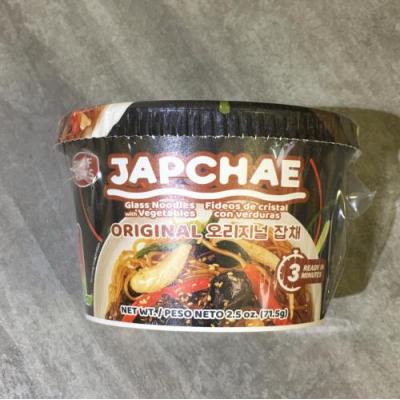 JAPCHAE
Glass Noodles Fideos de cristal
with Vegetables con verduras
ORIGINAL 오리지널 잡채
3 READY IN
MINUTES
NET WT./PESO NETO 2.5 oz. (71.5g)